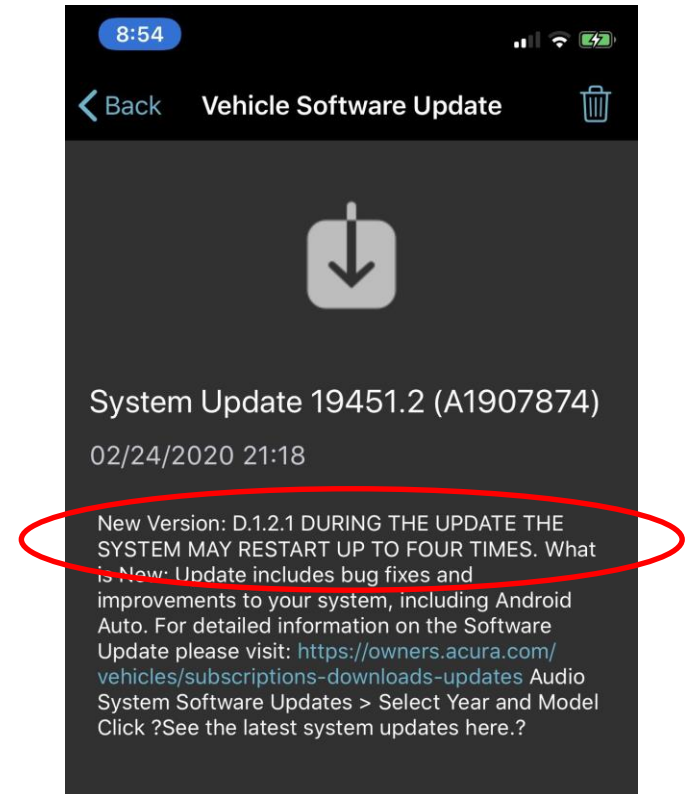 8:54
Back Vehicle Software Update
System Update 19451.2 (A1907874)
02/24/2020 21:18
New Version: D.1.2.1 DURING THE UPDATE THE
SYSTEM MAY RESTART UP TO FOUR TIMES. What
is New: Update includes bug fixes and
improvements to your system, including Android
Auto. For detailed information on the Software
Update please visit: https://owners.acura.com/
vehicles/subscriptions-downloads-updates Audio
System Software Updates > Select Year and Model
Click ?See the latest system updates here.?